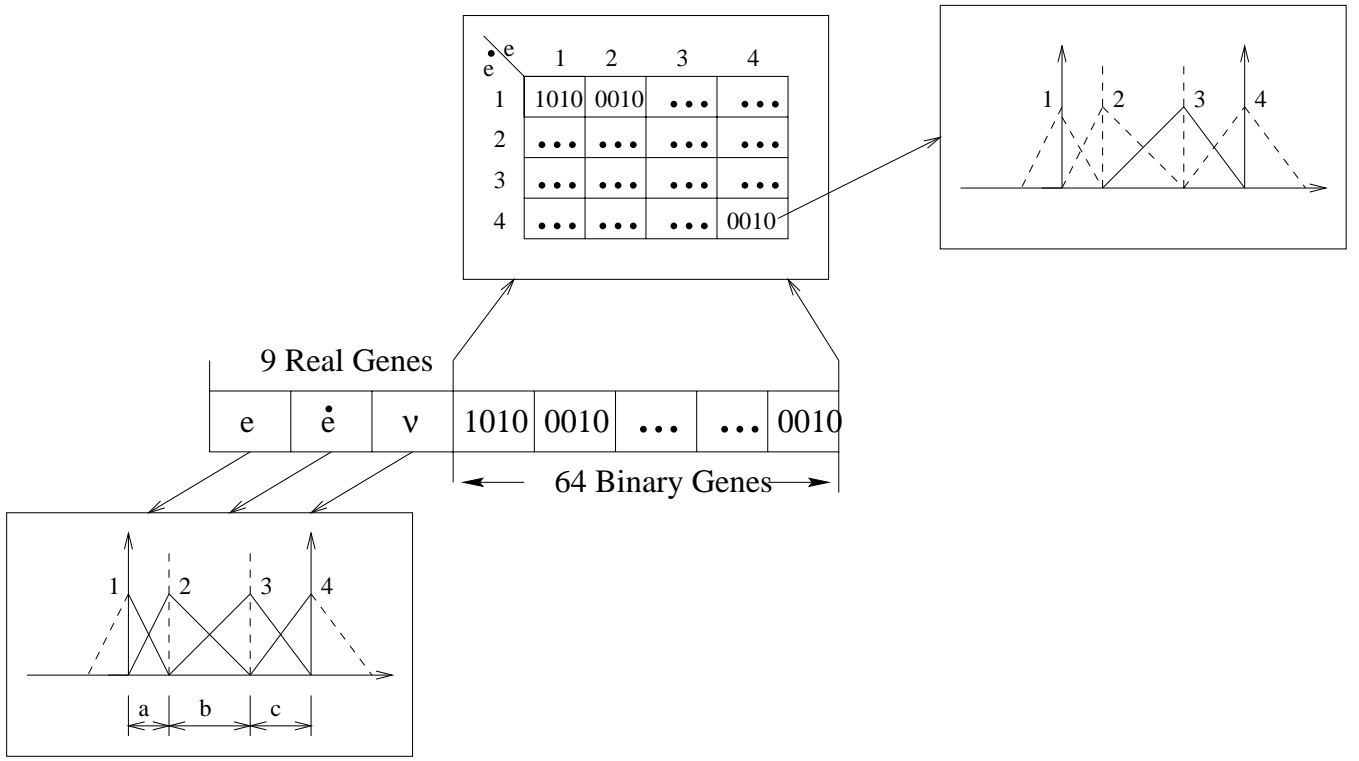 e
ė
1 2 3 4
1 1010 0010 ... ...
2 ... ... ... ...
3 ... ... ... ...
4 ... ... ... 0010
1 2 3 4
9 Real Genes
e ė ν 1010 0010 ... ... 0010
64 Binary Genes
1 2 3 4
a b c